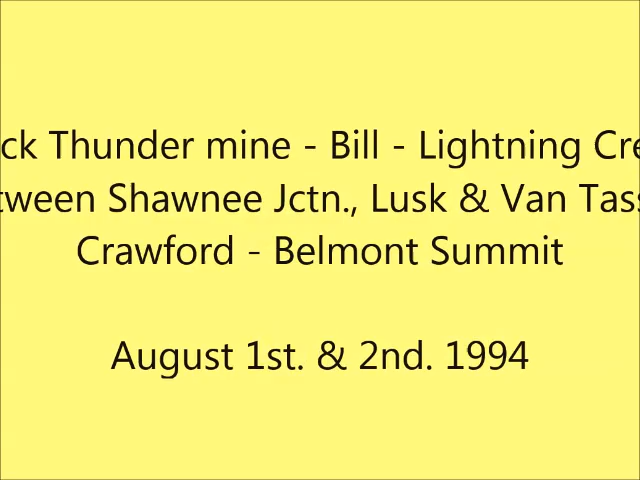 ck Thunder mine - Bill - Lightning Cre
tween Shawnee Jctn., Lusk & Van Tass
Crawford - Belmont Summit
August 1st. & 2nd. 1994